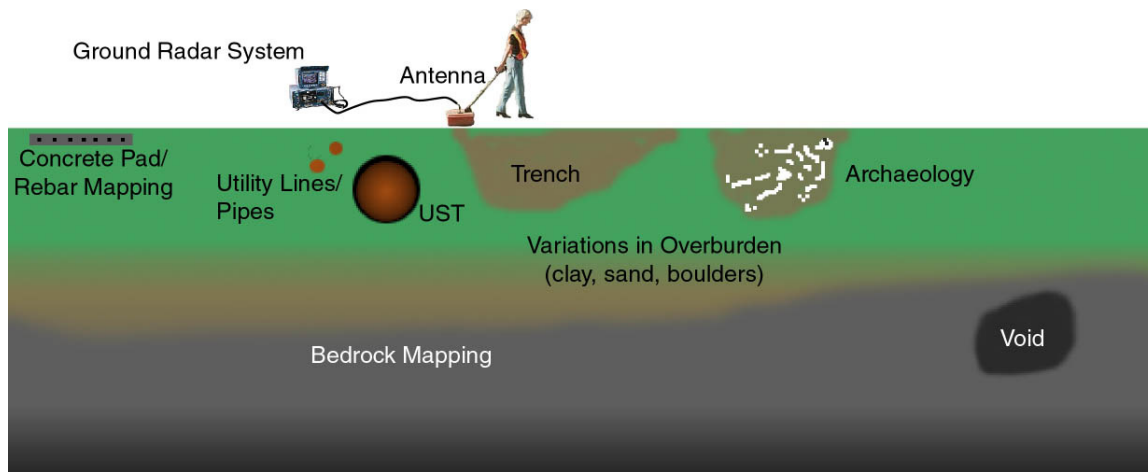 Ground Radar System
Antenna
Concrete Pad/
Rebar Mapping
Utility Lines/
Pipes
UST
Trench
Archaeology
Variations in Overburden
(clay, sand, boulders)
Bedrock Mapping
Void